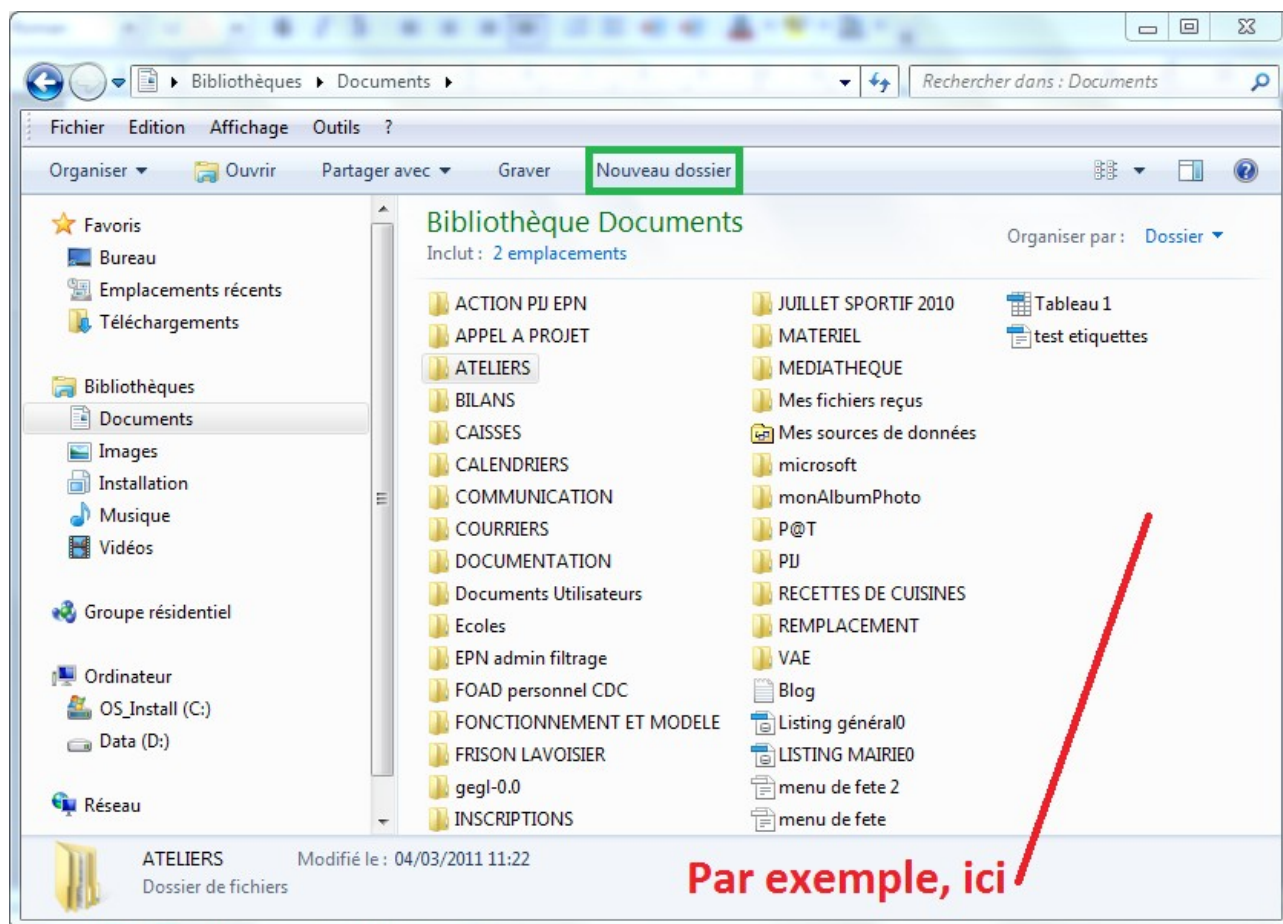 Bibliothèques Documents
Rechercher dans : Documents
Fichier Edition Affichage Outils ?
Organiser Ouvrir Partager avec Graver Nouveau dossier
Favoris
Bureau
Emplacements récents
Téléchargements
Bibliothèques
Documents
Images
Installation
Musique
Vidéos
Groupe résidentiel
Ordinateur
OS_Install (C:)
Data (D:)
Réseau
Bibliothèque Documents
Inclut : 2 emplacements
Organiser par : Dossier
ACTION PIJ EPN
APPEL A PROJET
ATELIERS
BILANS
CAISSES
CALENDRIERS
COMMUNICATION
COURRIERS
DOCUMENTATION
Documents Utilisateurs
Ecoles
EPN admin filtrage
FOAD personnel CDC
FONCTIONNEMENT ET MODELE
FRISON LAVOISIER
gegl-0.0
INSCRIPTIONS
JUILLET SPORTIF 2010
MATERIEL
MEDIATHEQUE
Mes fichiers reçus
Mes sources de données
microsoft
monAlbumPhoto
P@T
PIJ
RECETTES DE CUISINES
REMPLACEMENT
VAE
Blog
Listing général0
LISTING MAIRIE0
menu de fete 2
menu de fete
Tableau 1
test etiquettes
ATELIERS Modifié le : 04/03/2011 11:22
Dossier de fichiers
Par exemple, ici